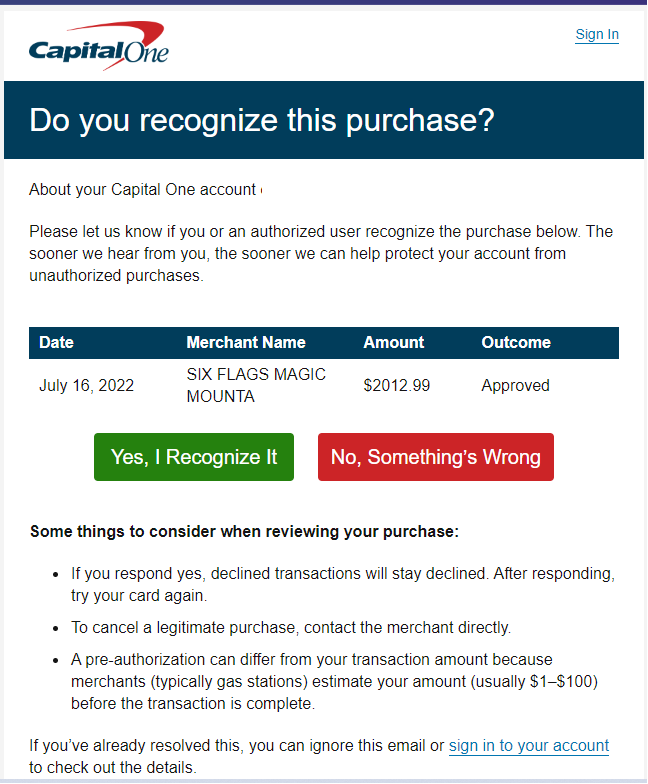 Capital One
Sign In
Do you recognize this purchase?
About your Capital One account
Please let us know if you or an authorized user recognize the purchase below. The
sooner we hear from you, the sooner we can help protect your account from
unauthorized purchases.
Date Merchant Name Amount Outcome
July 16, 2022 SIX FLAGS MAGIC MOUNTA $2012.99 Approved
Yes, I Recognize It No, Something's Wrong
Some things to consider when reviewing your purchase:
• If you respond yes, declined transactions will stay declined. After responding,
try your card again.
• To cancel a legitimate purchase, contact the merchant directly.
• A pre-authorization can differ from your transaction amount because
merchants (typically gas stations) estimate your amount (usually $1–$100)
before the transaction is complete.
If you've already resolved this, you can ignore this email or sign in to your account
to check out the details.